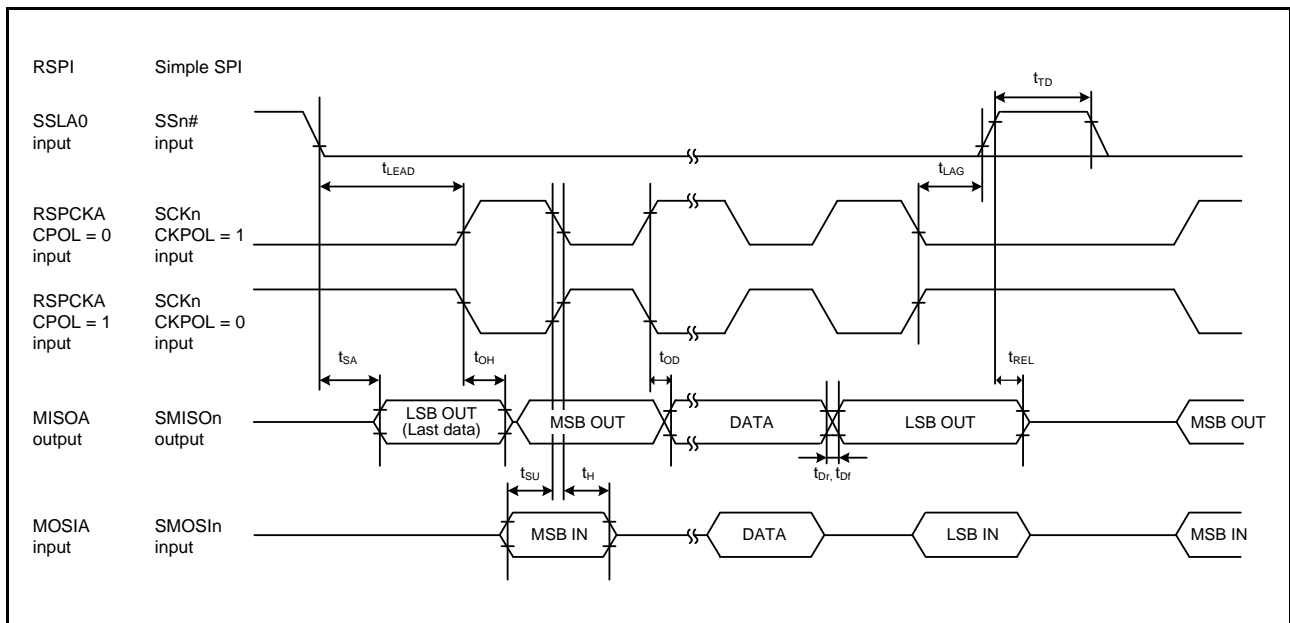 RSPI Simple SPI
tTD
SSLA0 SSn#
input input
tLEAD tLAG
RSPCKA SCKn
CPOL = 0 CKPOL = 1
input input
RSPCKA SCKn
CPOL = 1 CKPOL = 0
input input
tSA tOH tOD tREL
MISOA SMISOn
output output
LSB OUT
(Last data)
MSB OUT DATA LSB OUT MSB OUT
tSU tH tDr, tDf
MOSIA SMOSIn
input input
MSB IN DATA LSB IN MSB IN